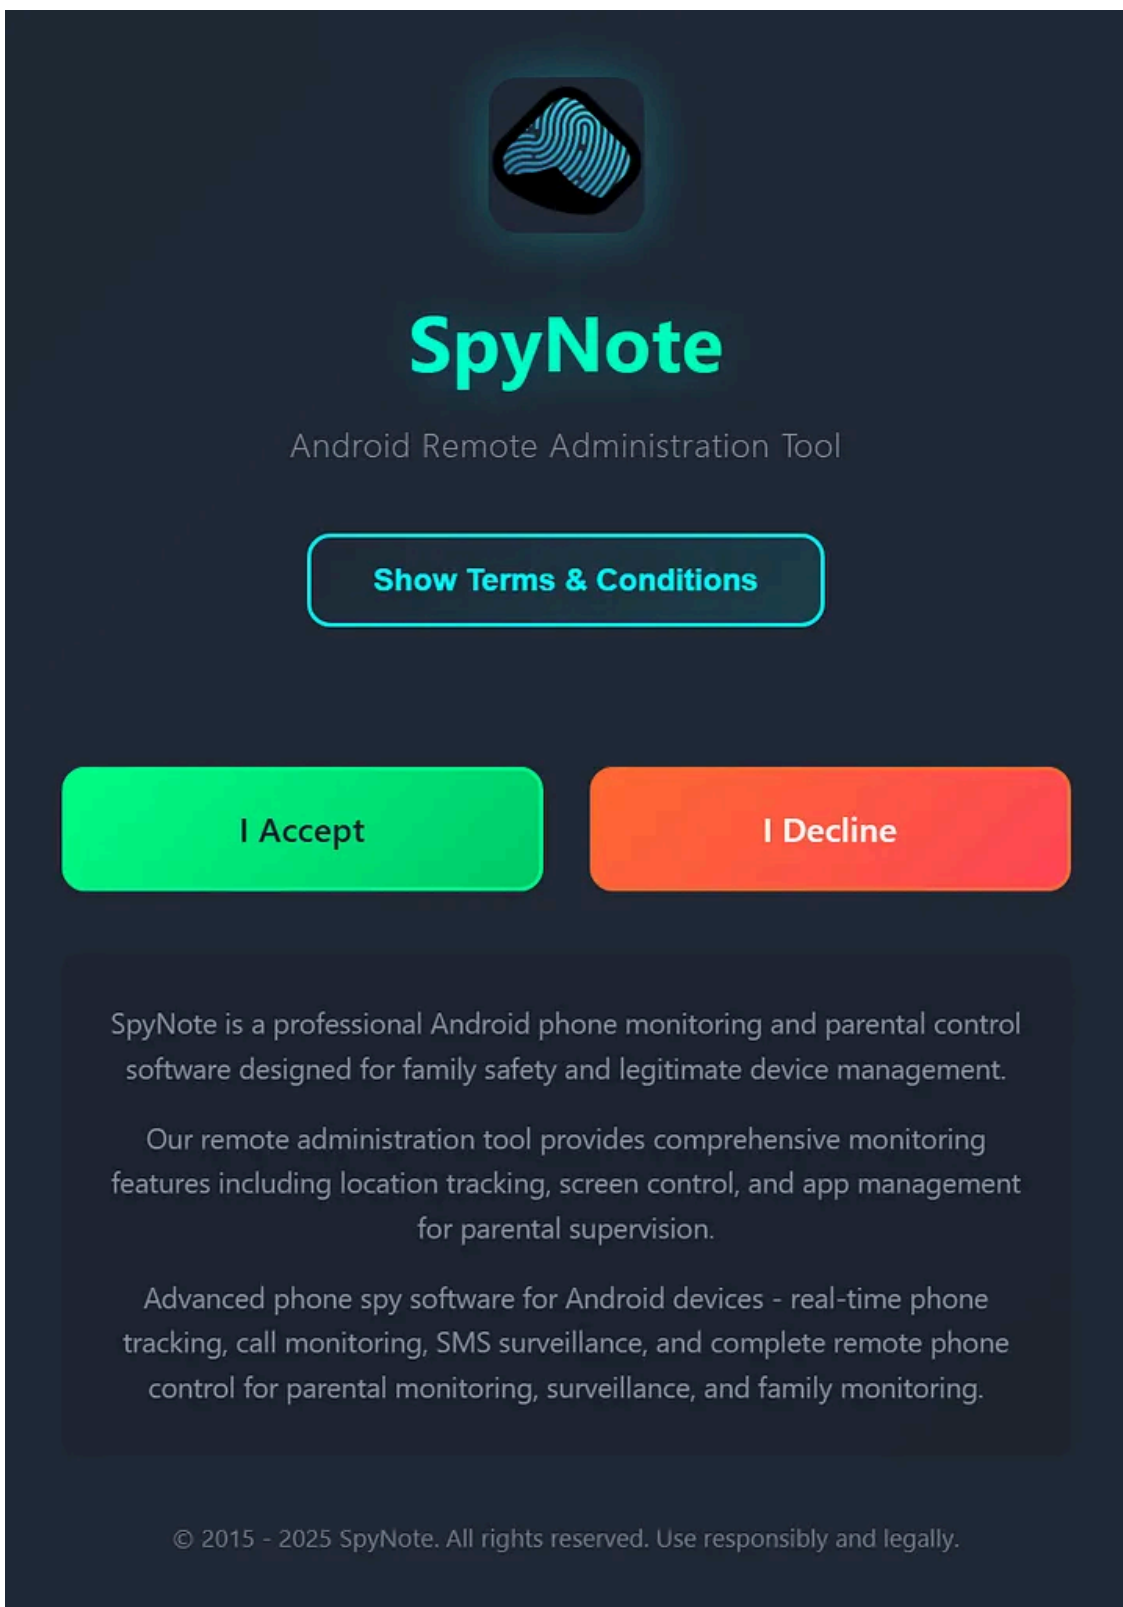 SpyNote
Android Remote Administration Tool
Show Terms & Conditions
I Accept
I Decline
SpyNote is a professional Android phone monitoring and parental control
software designed for family safety and legitimate device management.
Our remote administration tool provides comprehensive monitoring
features including location tracking, screen control, and app management
for parental supervision.
Advanced phone spy software for Android devices - real-time phone
tracking, call monitoring, SMS surveillance, and complete remote phone
control for parental monitoring, surveillance, and family monitoring.
© 2015 - 2025 SpyNote. All rights reserved. Use responsibly and legally.